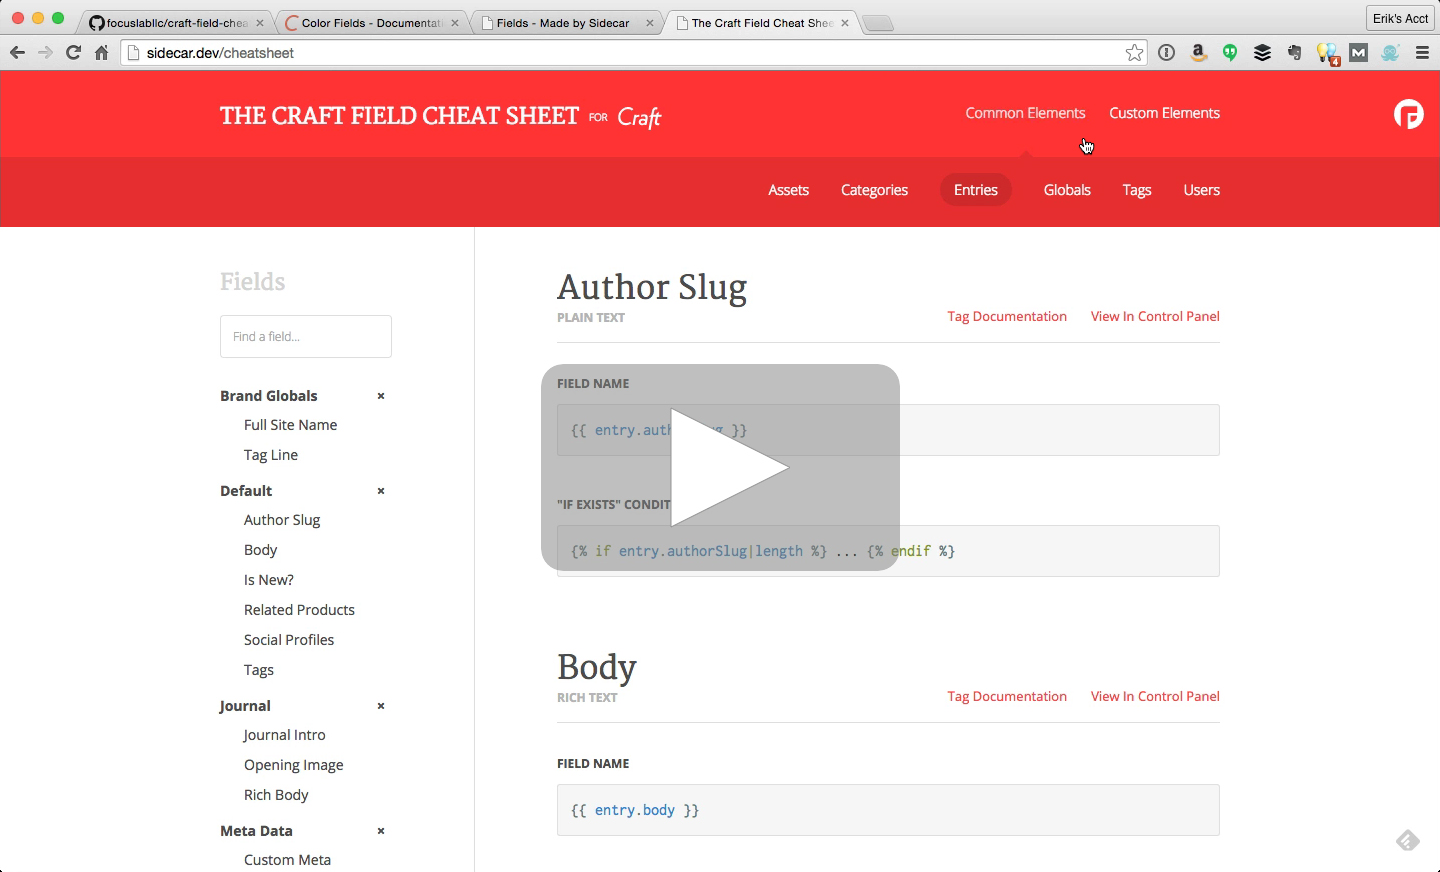 focuslabllc/craft-field-chea
Color Fields - Documentati
Fields - Made by Sidecar
The Craft Field Cheat Shee
Erik's Acct
sidecar.dev/cheatsheet
4
THE CRAFT FIELD CHEAT SHEET FOR Craft
Common Elements
Custom Elements
Assets
Categories
Entries
Globals
Tags
Users
Fields
Find a field...
Brand Globals
Full Site Name
Tag Line
Default
Author Slug
Body
Is New?
Related Products
Social Profiles
Tags
Journal
Journal Intro
Opening Image
Rich Body
Meta Data
Custom Meta
Author Slug
PLAIN TEXT
Tag Documentation
View In Control Panel
FIELD NAME
{{ entry.auth ug }}
"IF EXISTS" CONDIT
{% if entry.authorSlug|length %} ... {% endif %}
Body
RICH TEXT
Tag Documentation
View In Control Panel
FIELD NAME
{{ entry.body }}